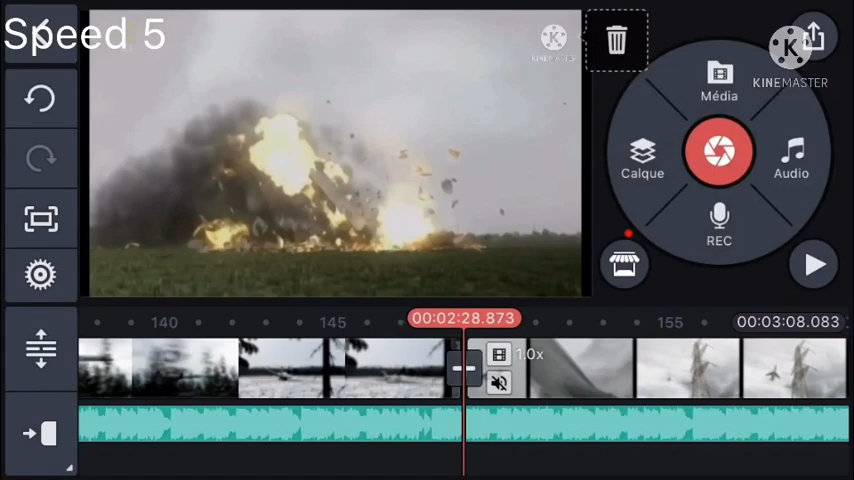 Speed 5
KINEMASTER
KINEMASTER
Média
Calque
Audio
REC
140
145
00:02:28.873
155
00:03:08.083
1.0x